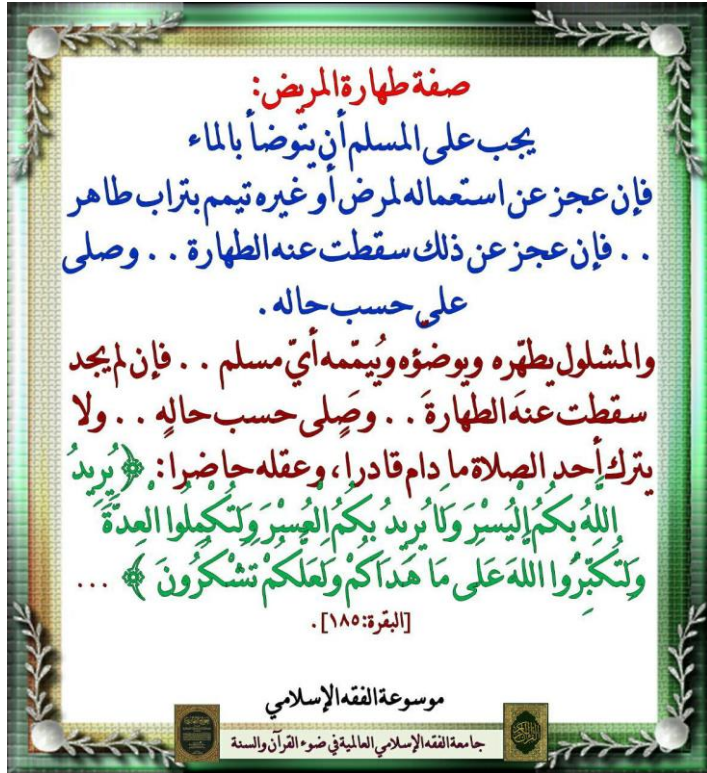 صفة طهارة المريض:
يجب على المسلم أن يتوضأ بالماء
فإن عجز عن استعماله لمرض أو غيره تيمم بتراب طاهر
. . فإن عجز عن ذلك سقطت عنه الطهارة . . وصلى
على حسب حاله .
والمشلول يطهّره ويوضؤه ويُيمّمه أيّ مسلم . . فإن لم يجد
سقطت عنه الطهارةَ . . وصَلى حسب حاله . . ولا
يترك أحد الصلاة ما دام قادرا، وعقله حاضرا: ﴿ يُرِيدُ
اللَّهُ بِكُمُ الْيُسْرَ وَلَا يُرِيدُ بِكُمُ الْعُسْرَ وَلِتُكْمِلُوا الْعِدَّةَ
وَلِتُكَبِّرُوا اللَّهَ عَلَى مَا هَدَاكُمْ وَلَعَلَّكُمْ تَشْكُرُونَ ﴾ ...
[البقرة:١٨٥] .
موسوعة الفقه الإسلامي
جامعة الفقه الإسلامي العالمية في ضوء القرآن والسنة